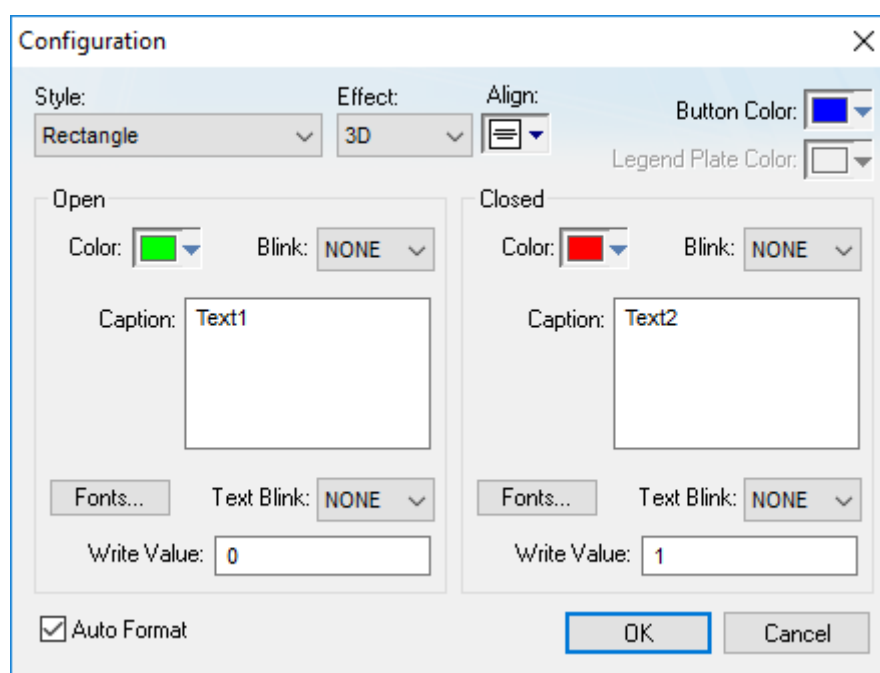 Configuration
Style: Effect: Align:
Rectangle 3D
Button Color:
Legend Plate Color:
Open
Color: Blink: NONE
Caption: Text1
Fonts... Text Blink: NONE
Write Value: 0
Closed
Color: Blink: NONE
Caption: Text2
Fonts... Text Blink: NONE
Write Value: 1
Auto Format
OK Cancel